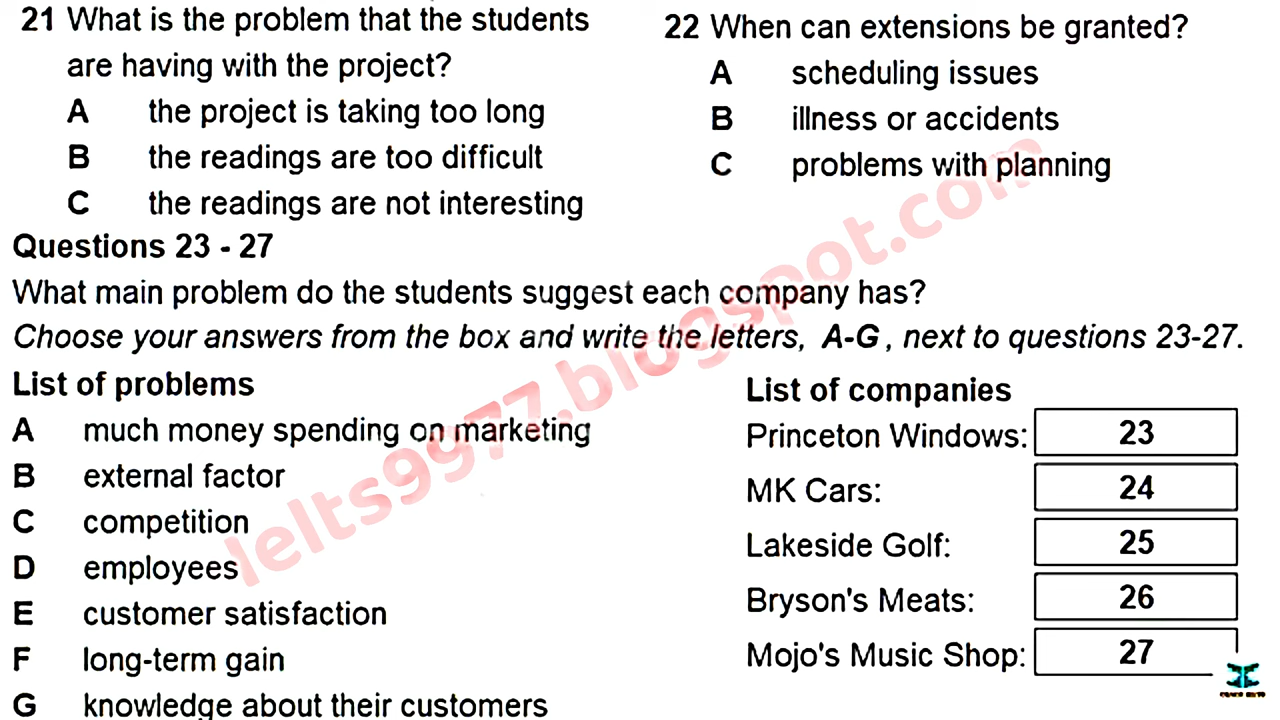 21 What is the problem that the students
are having with the project?
A the project is taking too long
B the readings are too difficult
C the readings are not interesting
22 When can extensions be granted?
A scheduling issues
B illness or accidents
C problems with planning
Questions 23 - 27
What main problem do the students suggest each company has?
Choose your answers from the box and write the letters, A-G , next to questions 23-27.
List of problems
A much money spending on marketing
B external factor
C competition
D employees
E customer satisfaction
F long-term gain
G knowledge about their customers
List of companies
Princeton Windows: 23
MK Cars: 24
Lakeside Golf: 25
Bryson's Meats: 26
Mojo's Music Shop: 27
Ielts9977.blogspot.com